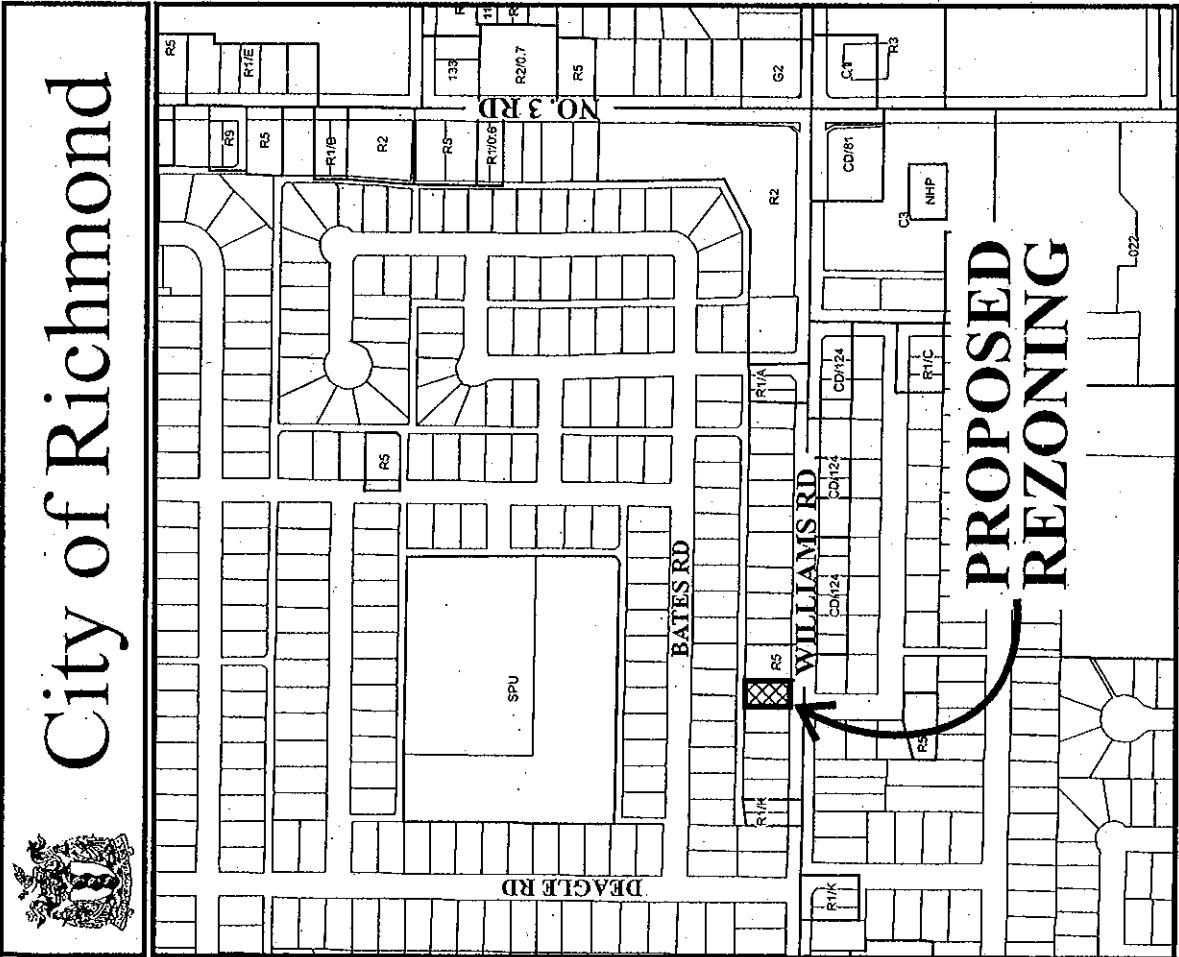 City of Richmond
R5
R1/E
133
R2/0.7
R5
G2
C1
R3
NO. 3 RD
R9
R5
R1/B
R2
R5
R1/0.6
R2
CD/81
C3
NHP
022
R5
R1/A
CD/124
R1/C
CD/124
CD/124
SPU
BATES RD
WILLIAMS RD
R5
R5
R1/K
R1/K
DEAGLE RD
PROPOSED
REZONING